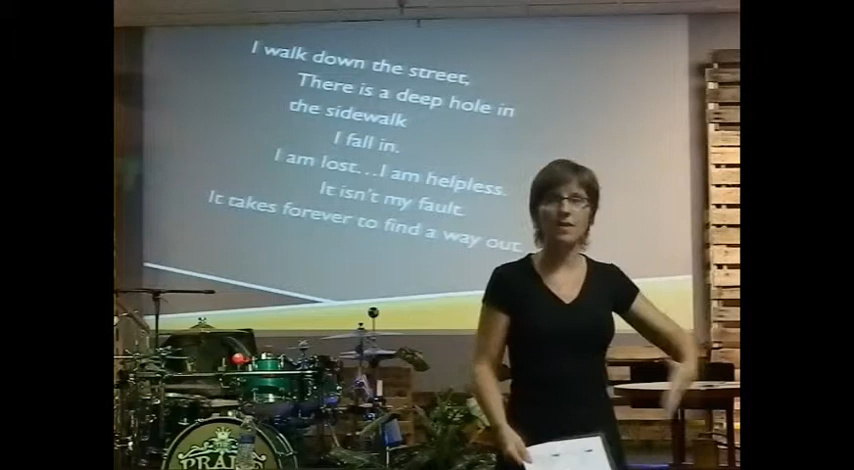 I walk down the street,
There is a deep hole in
the sidewalk
I fall in.
I am lost…I am helpless.
It isn't my fault.
It takes forever to find a way out.
PRAI